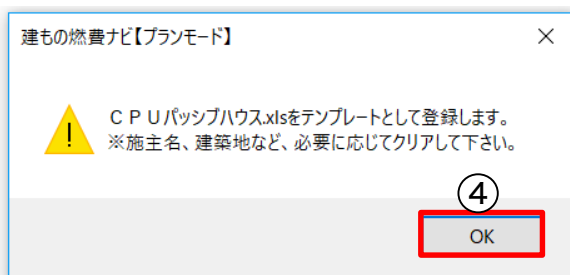 建もの燃費ナビ【プランモード】
ＣＰＵパッシブハウス.xlsをテンプレートとして登録します。
※施主名、建築地など、必要に応じてクリアして下さい。
④
OK